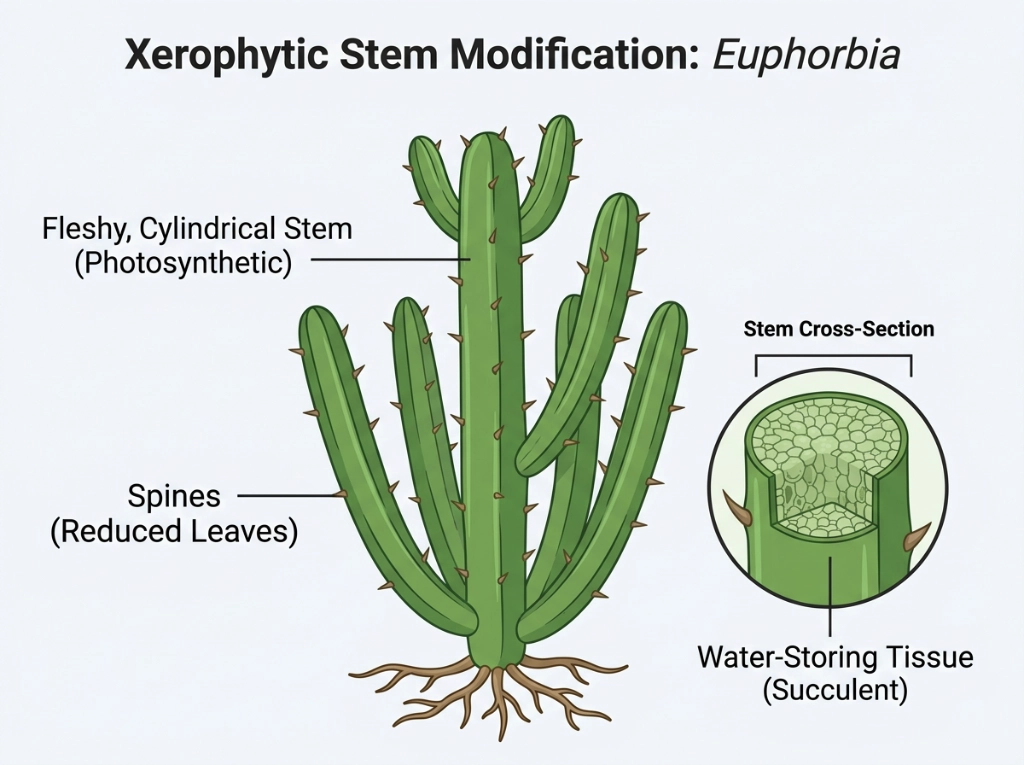 Xerophytic Stem Modification: Euphorbia
Fleshy, Cylindrical Stem
(Photosynthetic)
Stem Cross-Section
Spines
(Reduced Leaves)
Water-Storing Tissue
(Succulent)